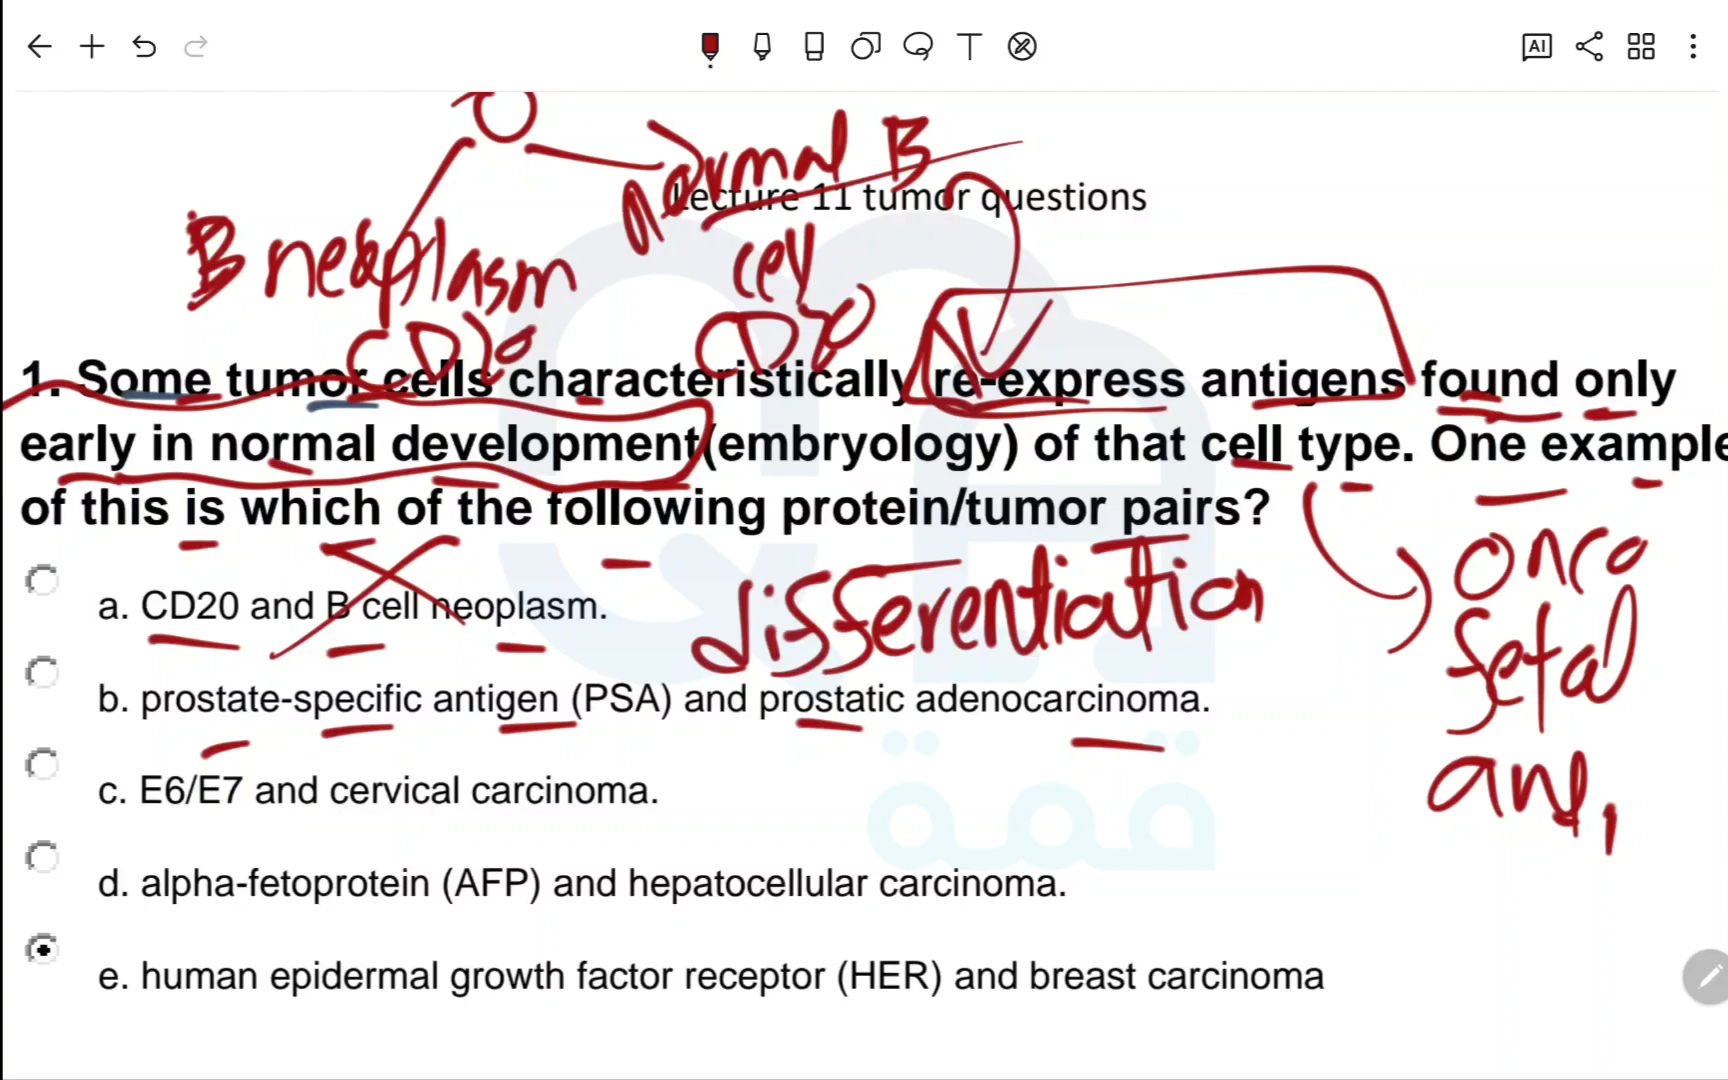 AI
normal B
Lecture 11 tumor questions
B neoplasm
cell
CD20
CD20
1. Some tumor cells characteristically re-express antigens found only
early in normal development(embryology) of that cell type. One example
of this is which of the following protein/tumor pairs?
onco
fetal
a. CD20 and B cell neoplasm.
differentiation
b. prostate-specific antigen (PSA) and prostatic adenocarcinoma.
c. E6/E7 and cervical carcinoma.
قمة
d. alpha-fetoprotein (AFP) and hepatocellular carcinoma.
e. human epidermal growth factor receptor (HER) and breast carcinoma